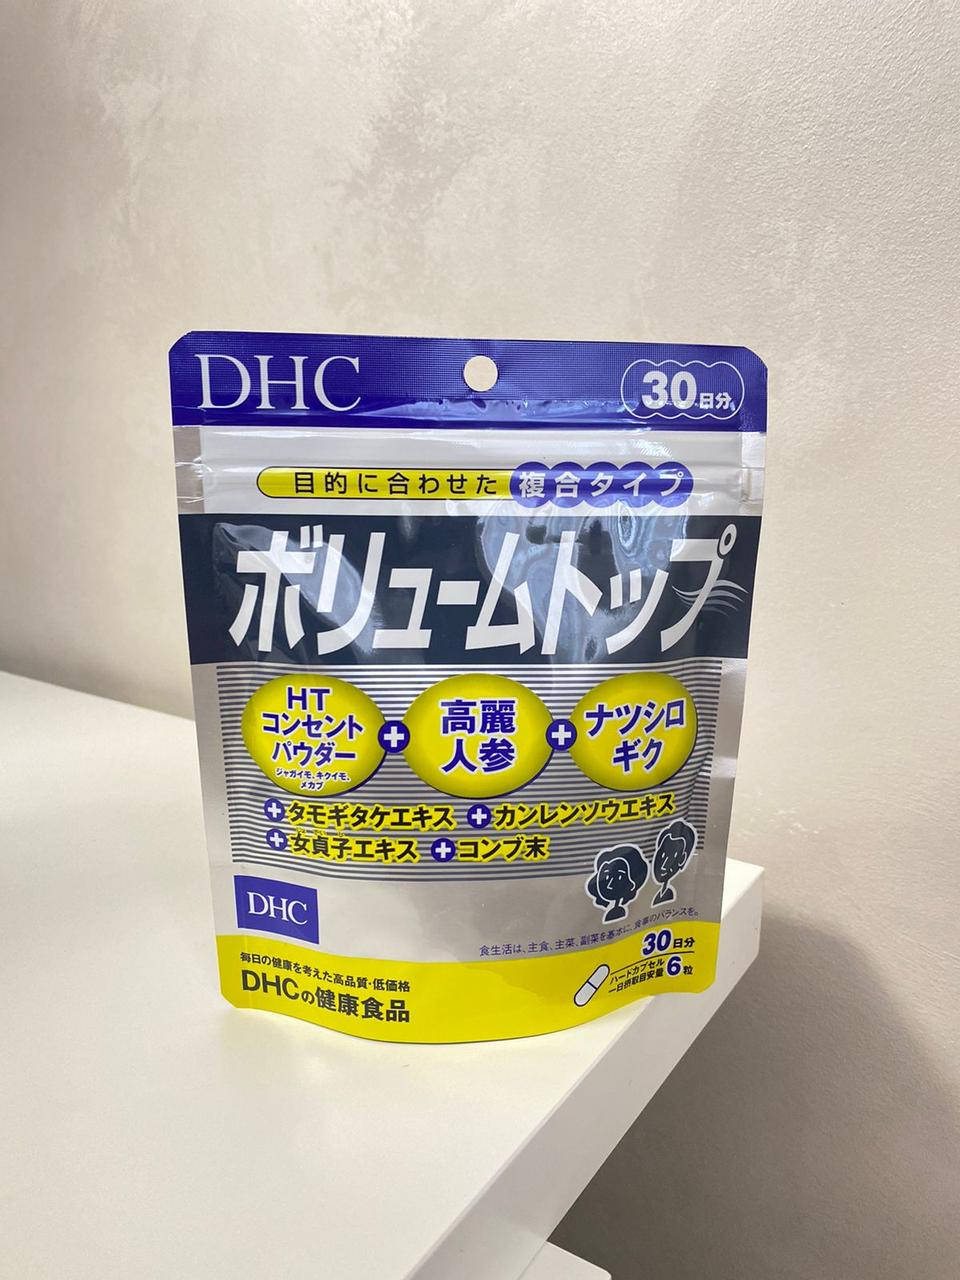 DHC
30日分
目的に合わせた 複合タイプ
ボリュームトップ
HT
コンセント
パウダー
ジャガイモ、キクイモ、
メカブ
+
高麗
人参
+
ナツシロ
ギク
+タモギタケエキス +カンレンソウエキス
+女貞子エキス +コンブ末
DHC
食生活は、主食、主菜、副菜を基本に、食事のバランスを。
毎日の健康を考えた高品質・低価格
DHCの健康食品
30日分
ハードカプセル
一日摂取目安量6粒